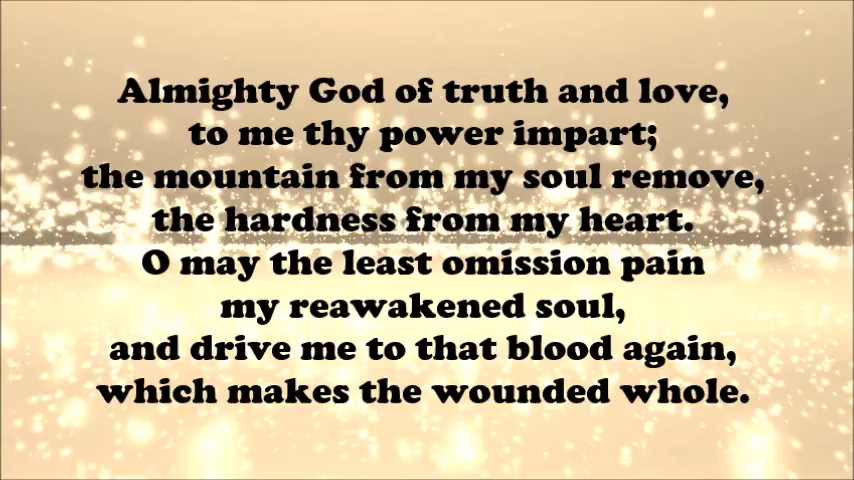 Almighty God of truth and love,
to me thy power impart;
the mountain from my soul remove,
the hardness from my heart.
O may the least omission pain
my reawakened soul,
and drive me to that blood again,
which makes the wounded whole.